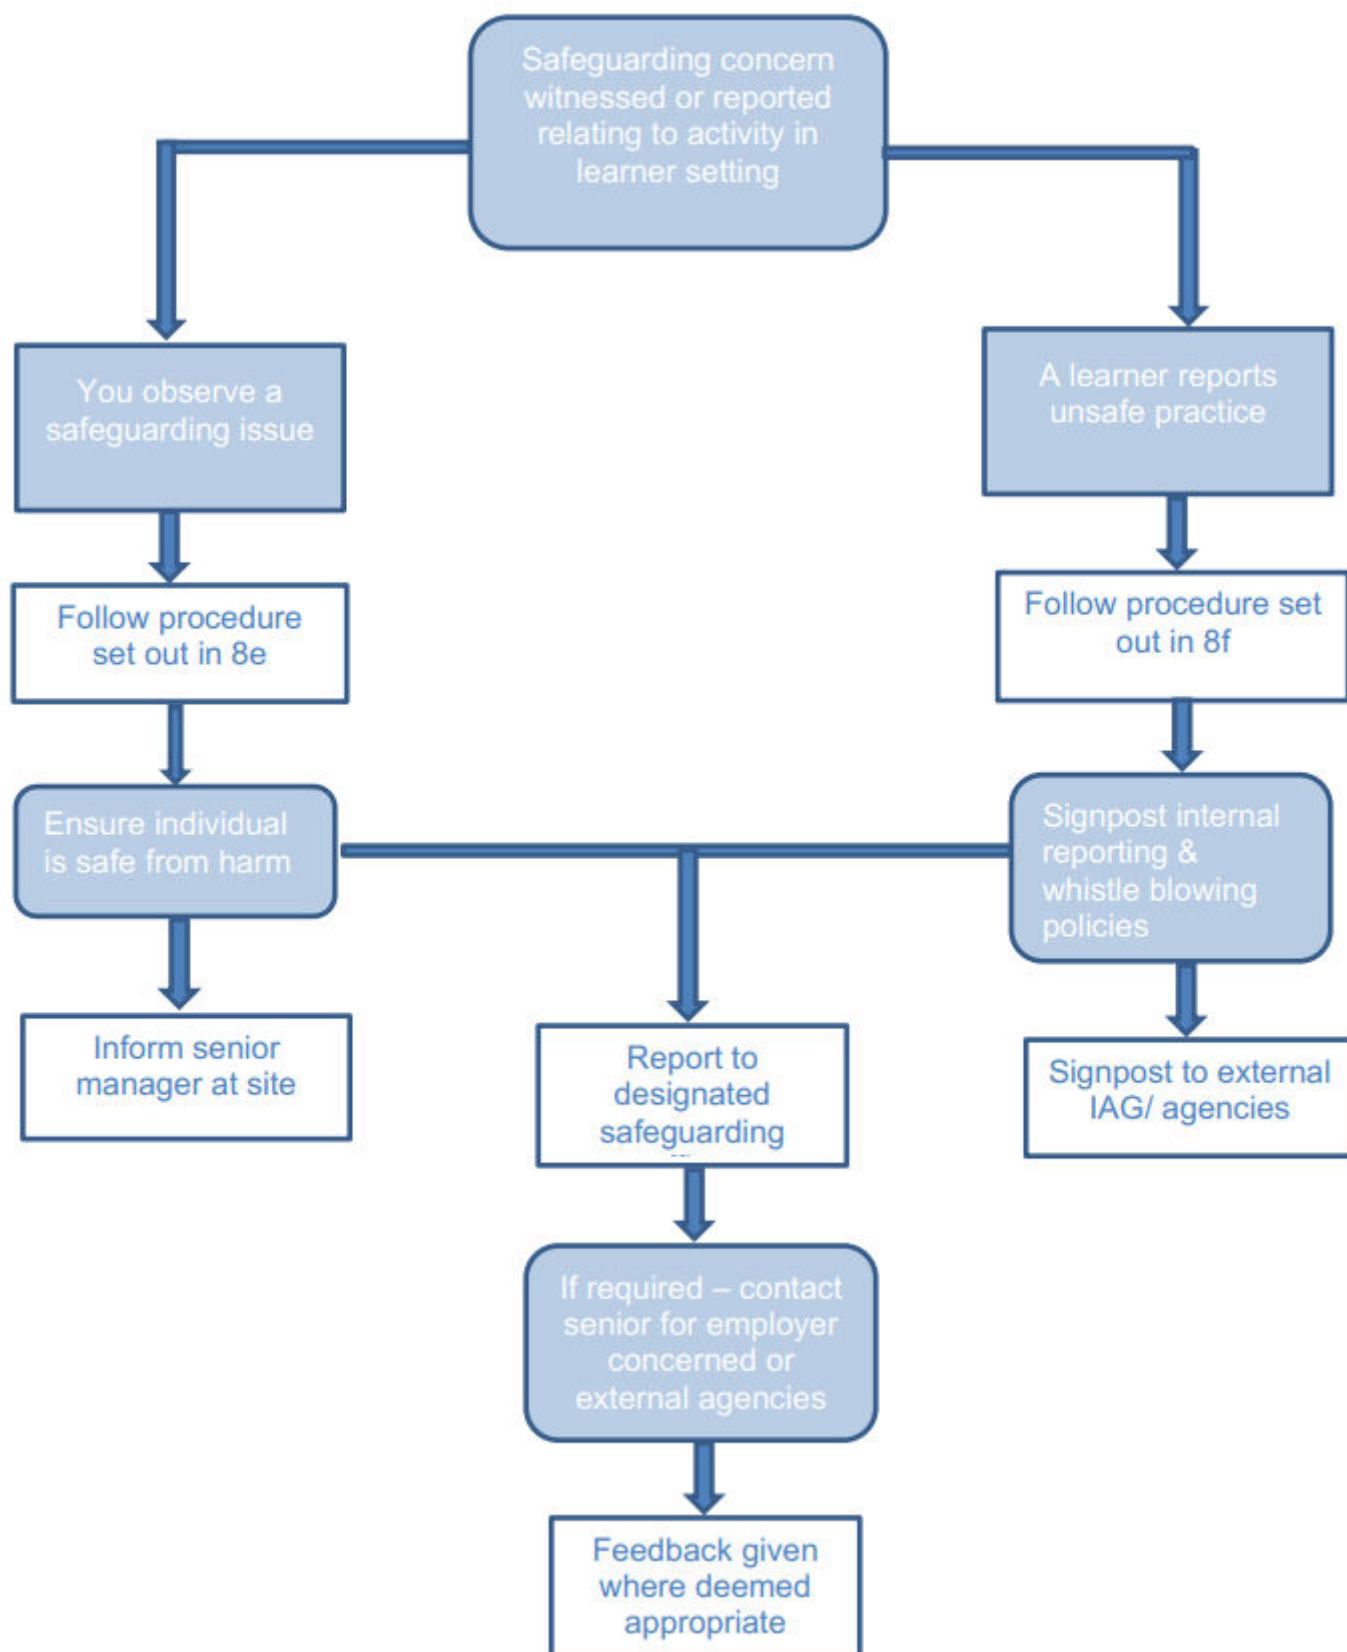 Safeguarding concern
witnessed or reported
relating to activity in
learner setting
You observe a
safeguarding issue
A learner reports
unsafe practice
Follow procedure
set out in 8e
Follow procedure set
out in 8f
Ensure individual
is safe from harm
Signpost internal
reporting &
whistle blowing
policies
Inform senior
manager at site
Report to
designated
safeguarding
Signpost to external
IAG/ agencies
If required – contact
senior for employer
concerned or
external agencies
Feedback given
where deemed
appropriate